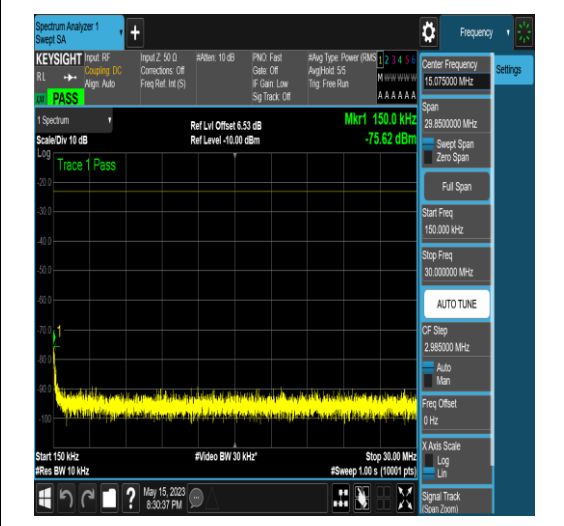 Spectrum Analyzer 1
Swept SA
+
Frequency
KEYSIGHT
RL
PASS
Input: RF
Coupling: DC
Align: Auto
Input Z: 50 Ω
Corrections: Off
Freq Ref: Int (S)
#Atten: 10 dB
PNO: Fast
Gate: Off
IF Gain: Low
Sig Track: Off
#Avg Type: Power (RMS
Avg|Hold: 5/5
Trig: Free Run
1 2 3 4 5 6
M W W W W W
A A A A A A
1 Spectrum
Scale/Div 10 dB
Ref Lvl Offset 6.53 dB
Ref Level -10.00 dBm
Mkr1 150.0 kHz
-75.62 dBm
Log
Trace 1 Pass
-20.0
-30.0
-40.0
-50.0
-60.0
-70.0
1
-80.0
-90.0
-100
Start 150 kHz
#Res BW 10 kHz
#Video BW 30 kHz*
Stop 30.00 MHz
#Sweep 1.00 s (10001 pts)
?
May 15, 2023
8:30:37 PM
Center Frequency
15.075000 MHz
Span
29.8500000 MHz
Swept Span
Zero Span
Full Span
Start Freq
150.000 kHz
Stop Freq
30.000000 MHz
AUTO TUNE
CF Step
2.985000 MHz
Auto
Man
Freq Offset
0 Hz
X Axis Scale
Log
Lin
Signal Track
(Span Zoom)
Settings